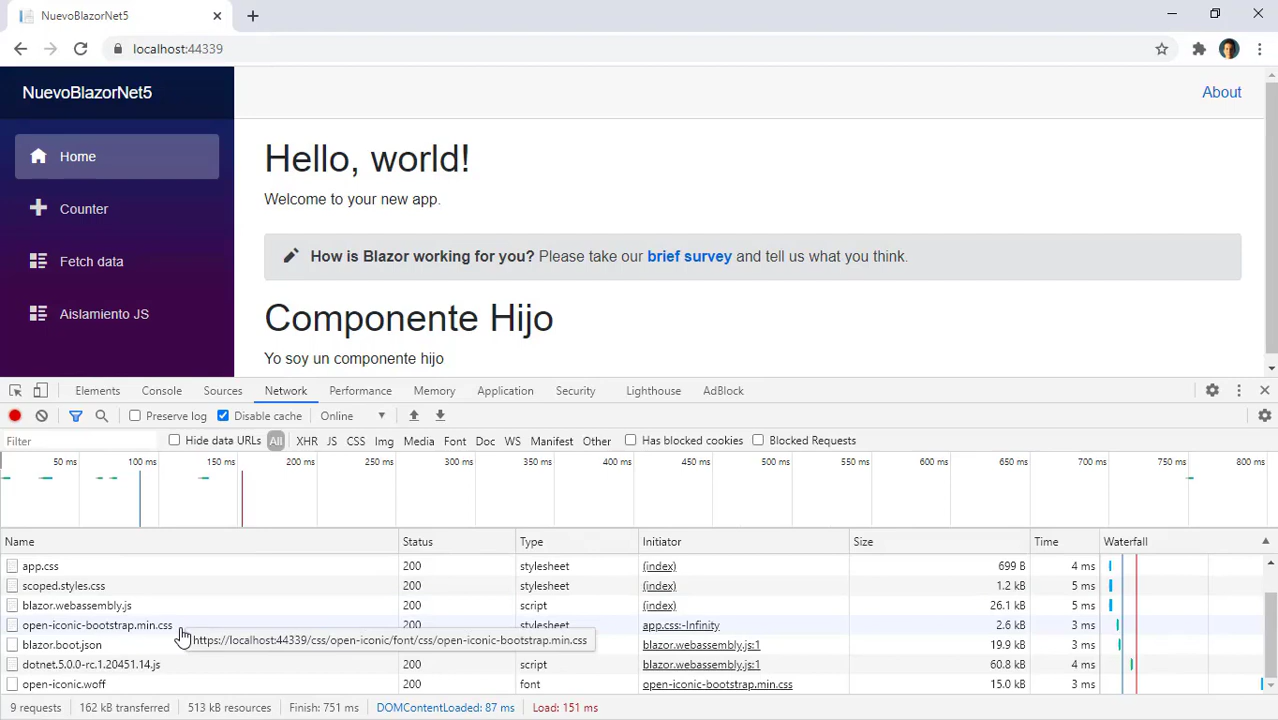 NuevoBlazorNet5
localhost:44339
NuevoBlazorNet5
About
Home
Counter
Fetch data
Aislamiento JS
Hello, world!
Welcome to your new app.
How is Blazor working for you? Please take our brief survey and tell us what you think.
Componente Hijo
Yo soy un componente hijo
Elements Console Sources Network Performance Memory Application Security Lighthouse AdBlock
Preserve log Disable cache Online
Filter Hide data URLs All XHR JS CSS Img Media Font Doc WS Manifest Other Has blocked cookies Blocked Requests
50 ms 100 ms 150 ms 200 ms 250 ms 300 ms 350 ms 400 ms 450 ms 500 ms 550 ms 600 ms 650 ms 700 ms 750 ms 800 ms
Name Status Type Initiator Size Time Waterfall
app.css 200 stylesheet (index) 699 B 4 ms
scoped.styles.css 200 stylesheet (index) 1.2 kB 5 ms
blazor.webassembly.js 200 script (index) 26.1 kB 5 ms
open-iconic-bootstrap.min.css 200 stylesheet app.css:-Infinity 2.6 kB 3 ms
https://localhost:44339/css/open-iconic/font/css/open-iconic-bootstrap.min.css
blazor.boot.json blazor.webassembly.js:1 19.9 kB 3 ms
dotnet.5.0.0-rc.1.20451.14.js 200 script blazor.webassembly.js:1 60.8 kB 4 ms
open-iconic.woff 200 font open-iconic-bootstrap.min.css 15.0 kB 3 ms
9 requests 162 kB transferred 513 kB resources Finish: 751 ms DOMContentLoaded: 87 ms Load: 151 ms